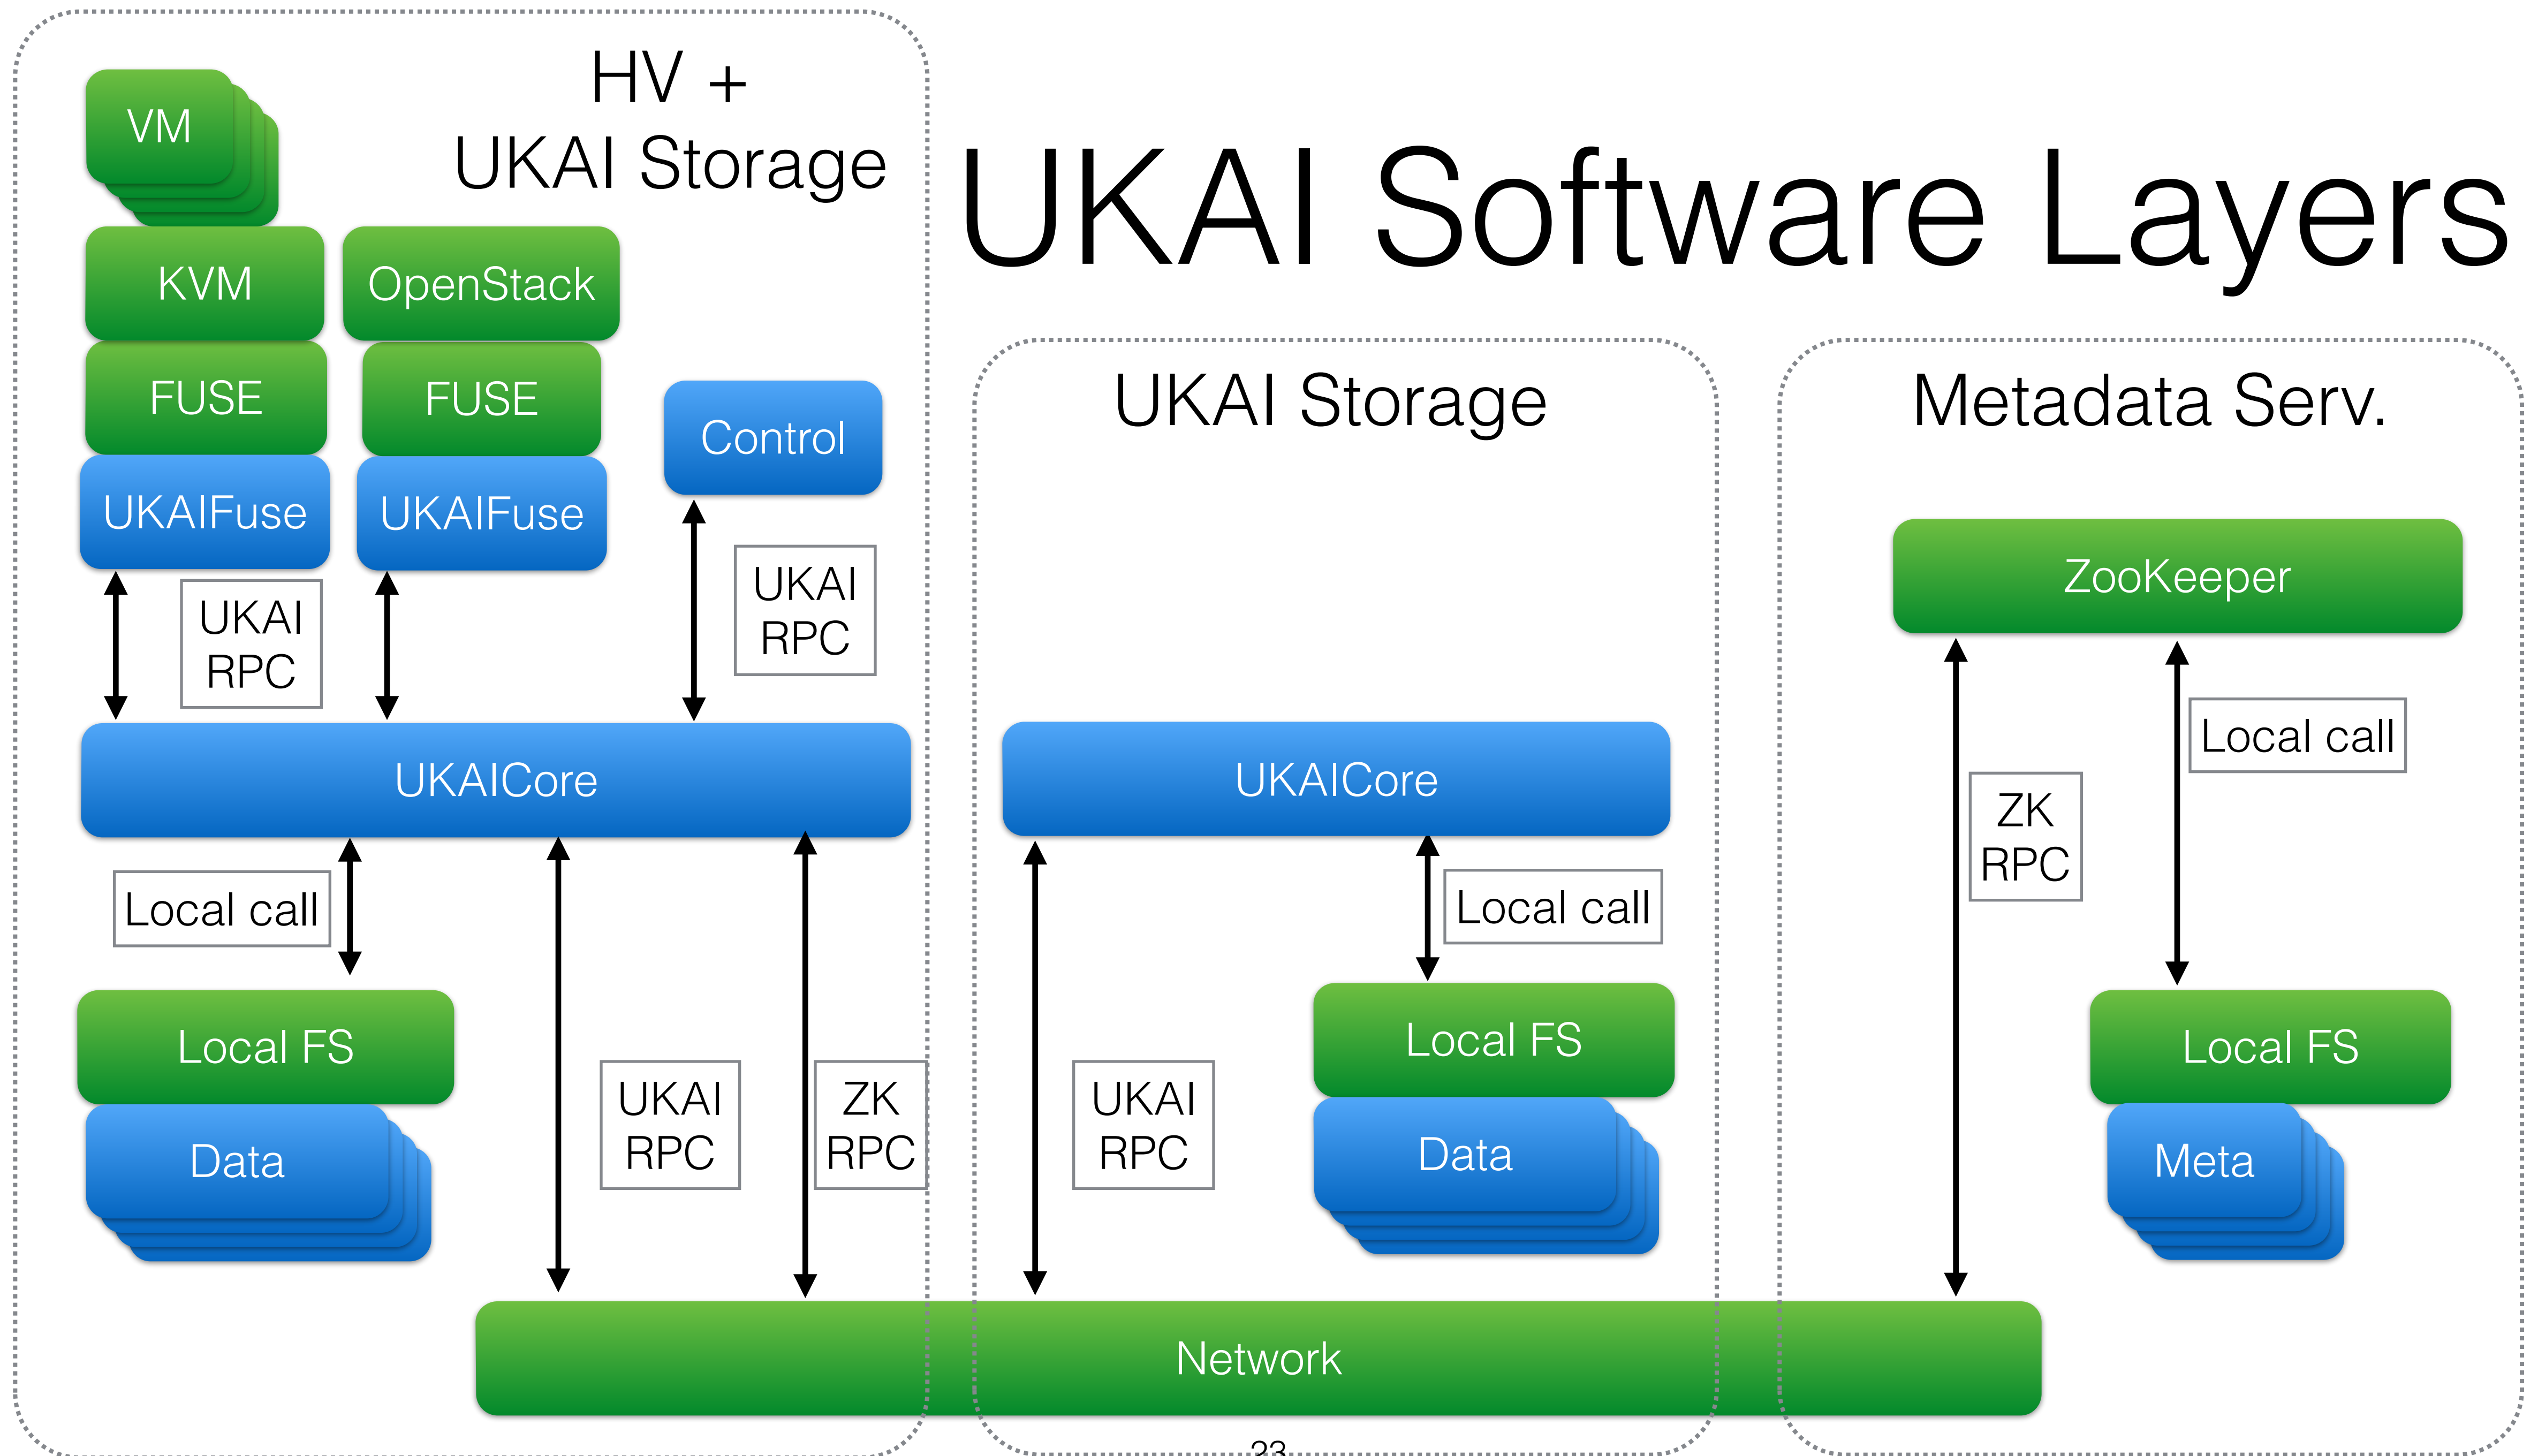 HV +
UKAI Storage
UKAI Software Layers
VM
KVM
OpenStack
FUSE
FUSE
Control
UKAIFuse
UKAIFuse
UKAI
RPC
UKAI
RPC
UKAICore
Local call
Local FS
Data
UKAI
RPC
ZK
RPC
UKAI Storage
UKAICore
Local call
Local FS
Data
UKAI
RPC
Metadata Serv.
ZooKeeper
Local call
ZK
RPC
Local FS
Meta
Network
23